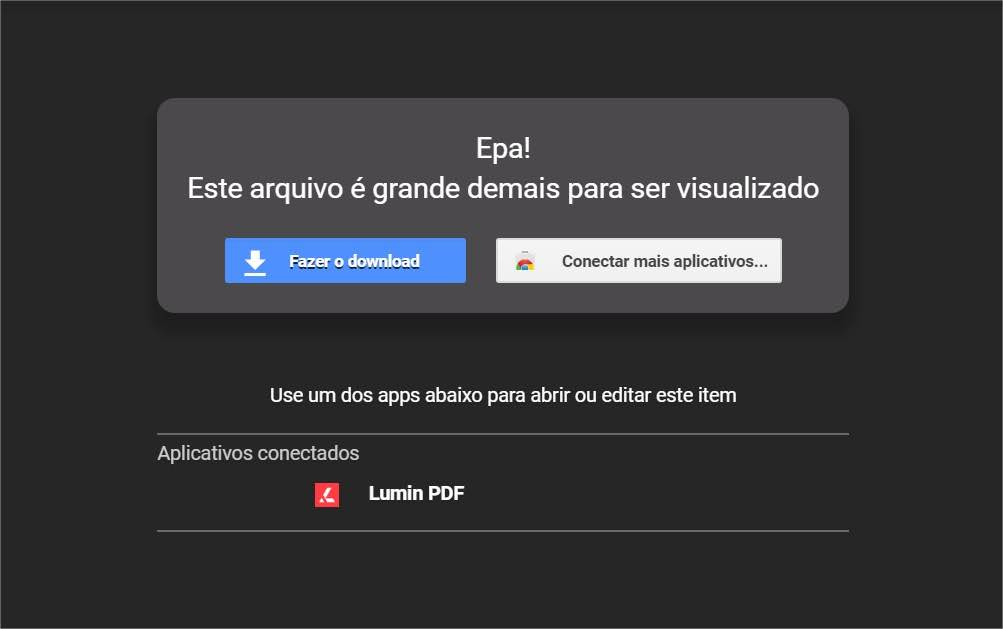 Epa!
Este arquivo é grande demais para ser visualizado
Fazer o download
Conectar mais aplicativos...
Use um dos apps abaixo para abrir ou editar este item
Aplicativos conectados
Lumin PDF